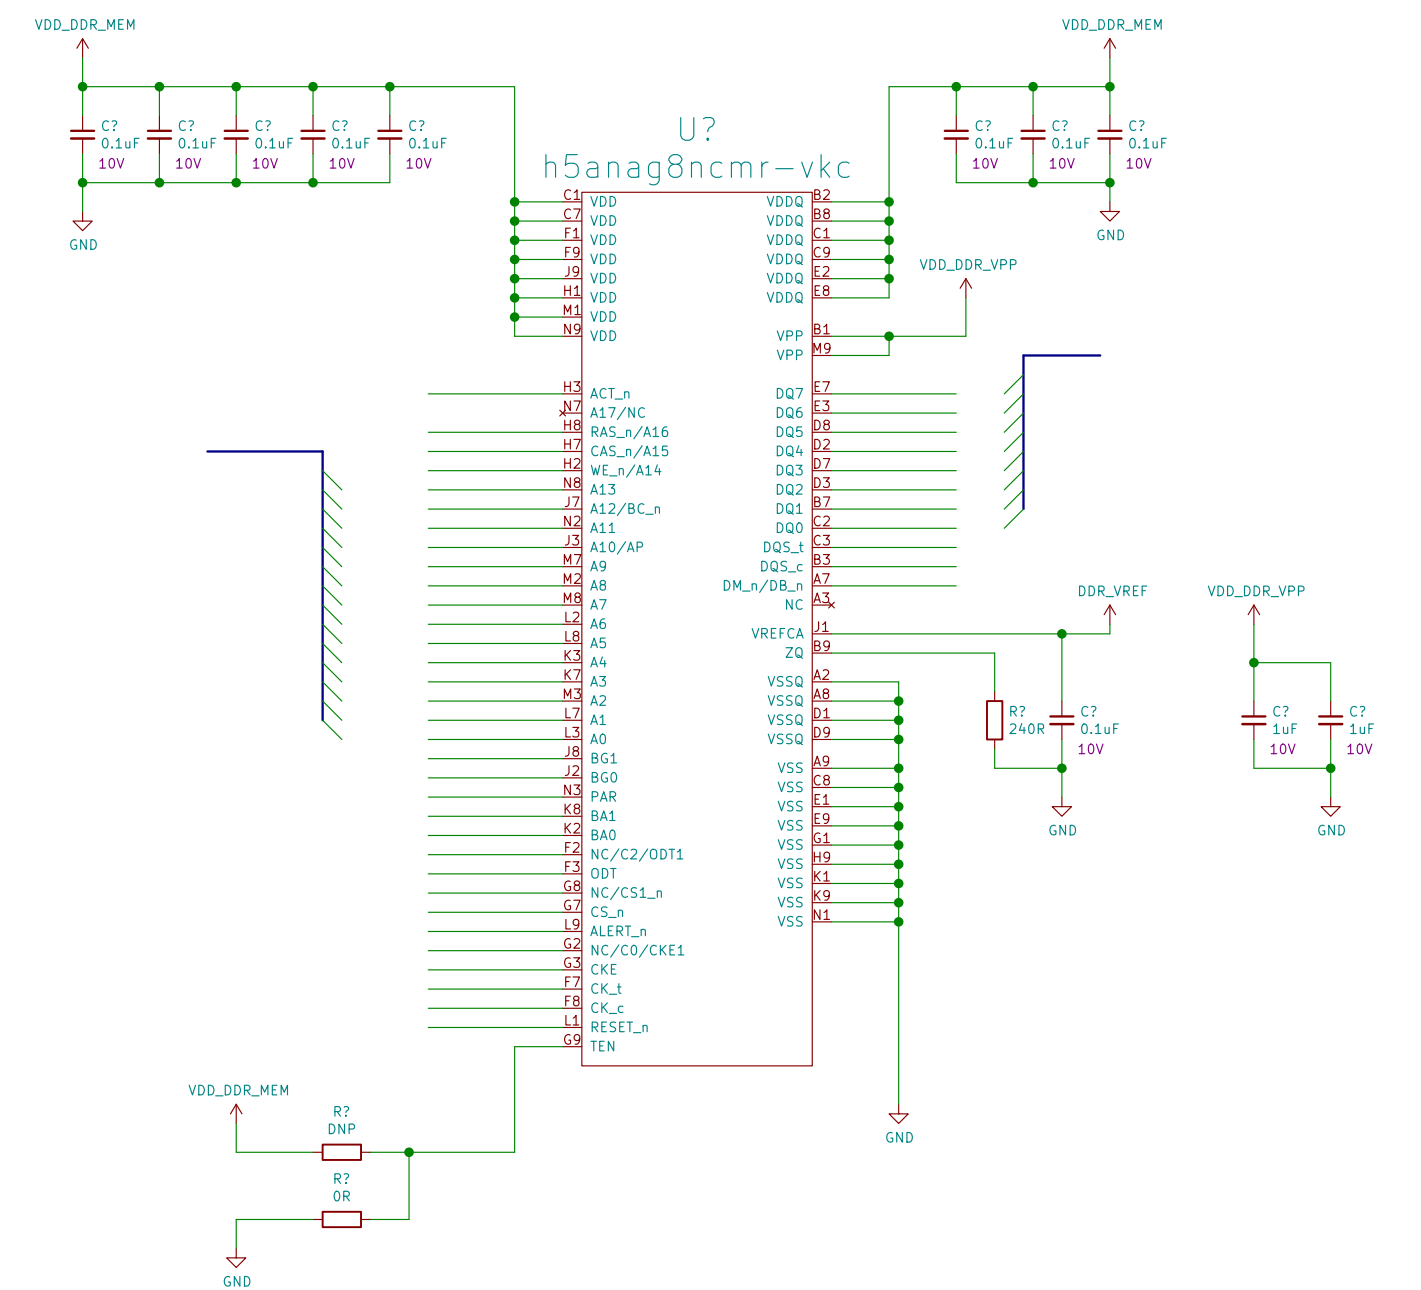 VDD_DDR_MEM
VDD_DDR_MEM
C?
0.1uF
10V
C?
0.1uF
10V
C?
0.1uF
10V
C?
0.1uF
10V
C?
0.1uF
10V
GND
C?
0.1uF
10V
C?
0.1uF
10V
C?
0.1uF
10V
GND
U?
h5anag8ncmr-vkc
C1 VDD
C7 VDD
F1 VDD
F9 VDD
J9 VDD
H1 VDD
M1 VDD
N9 VDD
H3 ACT_n
N7 A17/NC
H8 RAS_n/A16
H7 CAS_n/A15
H2 WE_n/A14
N8 A13
J7 A12/BC_n
N2 A11
J3 A10/AP
M7 A9
M2 A8
M8 A7
L2 A6
L8 A5
K3 A4
K7 A3
M3 A2
L7 A1
L3 A0
J8 BG1
J2 BG0
N3 PAR
K8 BA1
K2 BA0
F2 NC/C2/ODT1
F3 ODT
G8 NC/CS1_n
G7 CS_n
L9 ALERT_n
G2 NC/C0/CKE1
G3 CKE
F7 CK_t
F8 CK_c
L1 RESET_n
G9 TEN
VDDQ B2
VDDQ B8
VDDQ C1
VDDQ C9
VDDQ E2
VDDQ E8
VPP B1
VPP M9
DQ7 E7
DQ6 E3
DQ5 D8
DQ4 D2
DQ3 D7
DQ2 D3
DQ1 B7
DQ0 C2
DQS_t C3
DQS_c B3
DM_n/DB_n A7
NC A3
VREFCA J1
ZQ B9
VSSQ A2
VSSQ A8
VSSQ D1
VSSQ D9
VSS A9
VSS C8
VSS E1
VSS E9
VSS G1
VSS H9
VSS K1
VSS K9
VSS N1
VDD_DDR_VPP
DDR_VREF
VDD_DDR_VPP
R?
240R
C?
0.1uF
10V
GND
C?
1uF
10V
C?
1uF
10V
GND
GND
VDD_DDR_MEM
R?
DNP
R?
0R
GND